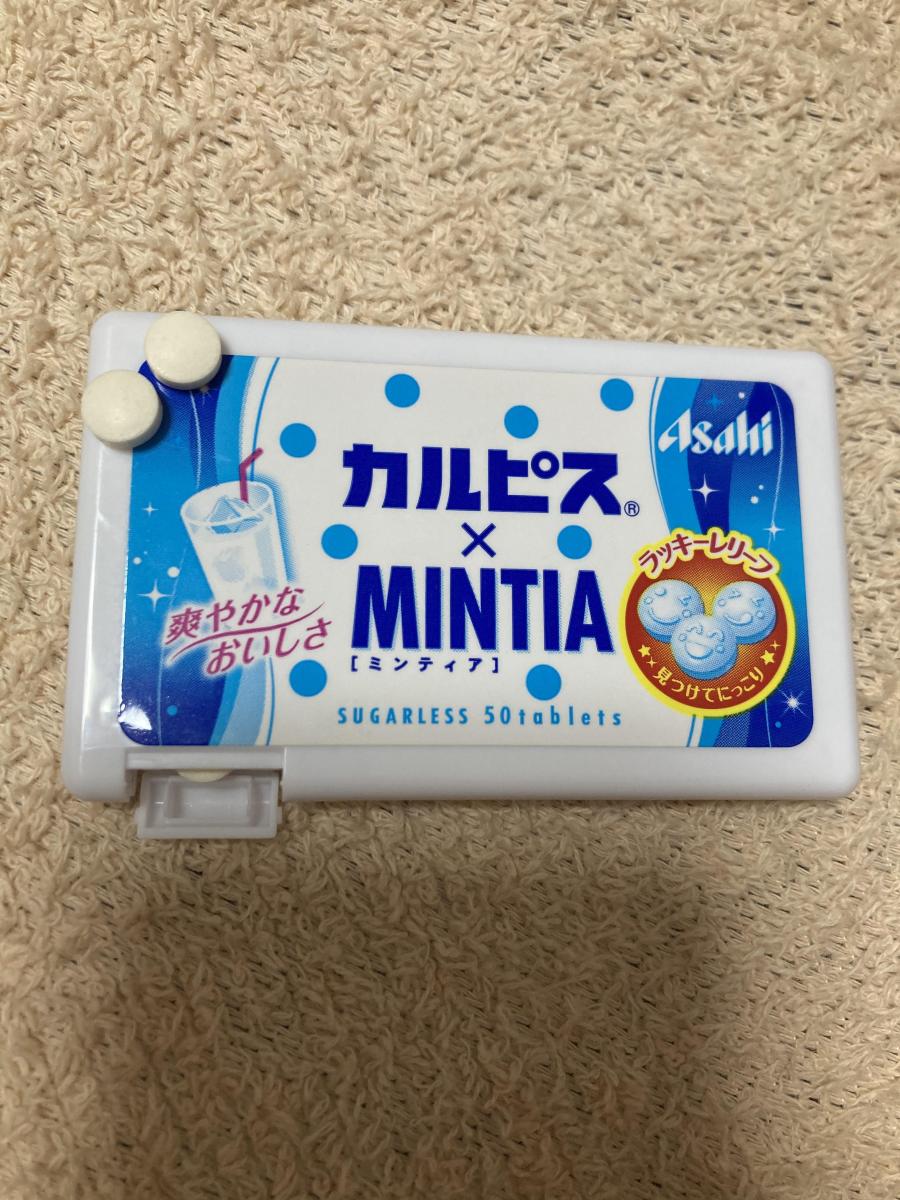 Asahi
カルピス®
×
MINTIA
[ミンティア]
爽やかな
おいしさ
ラッキーレリーフ
見つけてにっこり
SUGARLESS 50tablets